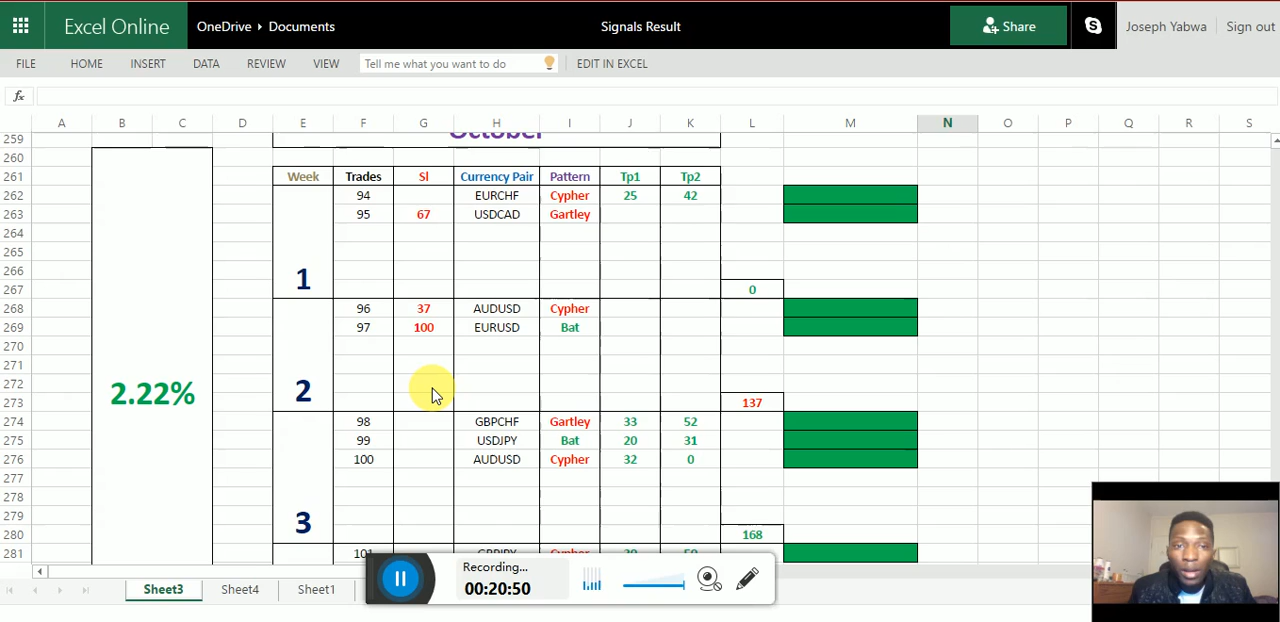 Excel Online OneDrive ▸ Documents Signals Result Share Joseph Yabwa Sign out
FILE HOME INSERT DATA REVIEW VIEW Tell me what you want to do EDIT IN EXCEL
fx
A B C D E F G H I J K L M N O P Q R S
259 October
260
261 Week Trades Sl Currency Pair Pattern Tp1 Tp2
262 94 EURCHF Cypher 25 42
263 95 67 USDCAD Gartley
264
265
266
267 1 0
268 96 37 AUDUSD Cypher
269 97 100 EURUSD Bat
270
271
272
273 2.22% 2 137
274 98 GBPCHF Gartley 33 52
275 99 USDJPY Bat 20 31
276 100 AUDUSD Cypher 32 0
277
278
279
280 3 168
281 101 GBPJPY Cypher
Recording...
00:20:50
Sheet3 Sheet4 Sheet1